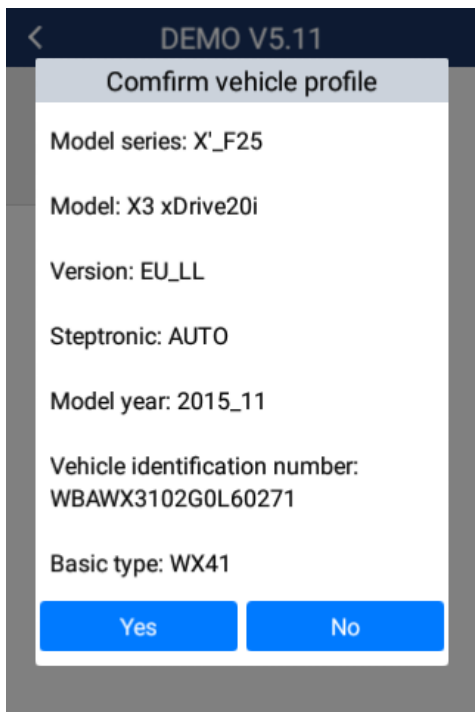 DEMO V5.11
Comfirm vehicle profile
Model series: X'_F25
Model: X3 xDrive20i
Version: EU_LL
Steptronic: AUTO
Model year: 2015_11
Vehicle identification number:
WBAWX3102G0L60271
Basic type: WX41
Yes
No